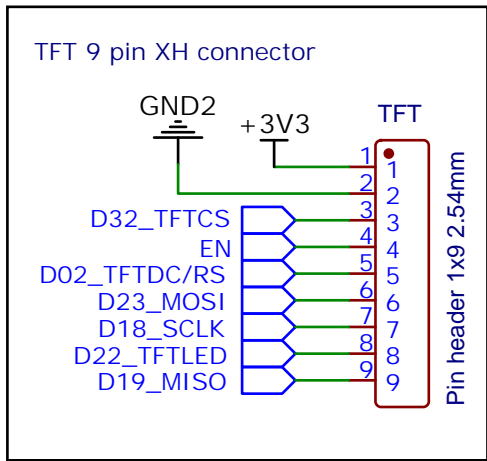 TFT 9 pin XH connector
GND2
+3V3
TFT
1 1
2 2
D32_TFTCS 3 3
EN 4 4
D02_TFTDC/RS 5 5
D23_MOSI 6 6
D18_SCLK 7 7
D22_TFTLED 8 8
D19_MISO 9 9
Pin header 1x9 2.54mm